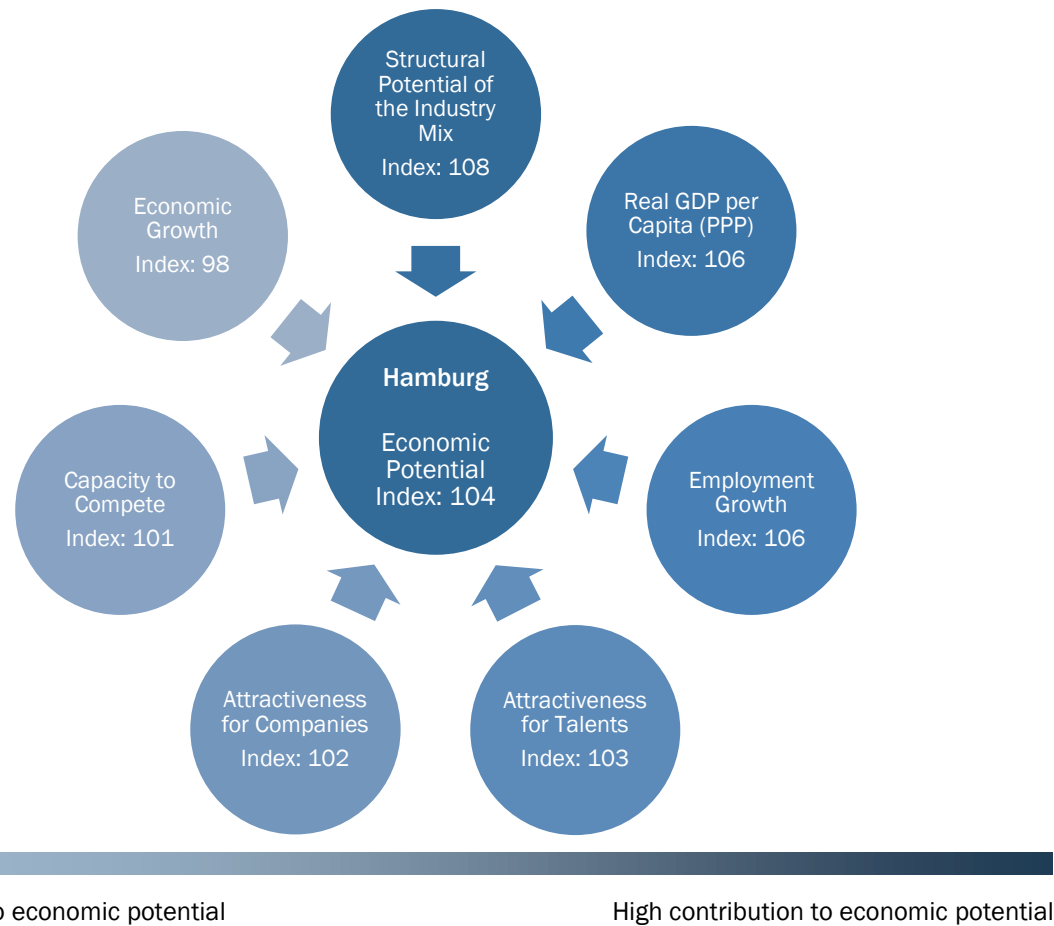 Structural
Potential of
the Industry
Mix
Index: 108
Real GDP per
Capita (PPP)
Index: 106
Employment
Growth
Index: 106
Attractiveness
for Talents
Index: 103
Attractiveness
for Companies
Index: 102
Capacity to
Compete
Index: 101
Economic
Growth
Index: 98
Hamburg
Economic
Potential
Index: 104
economic potential
High contribution to economic potential